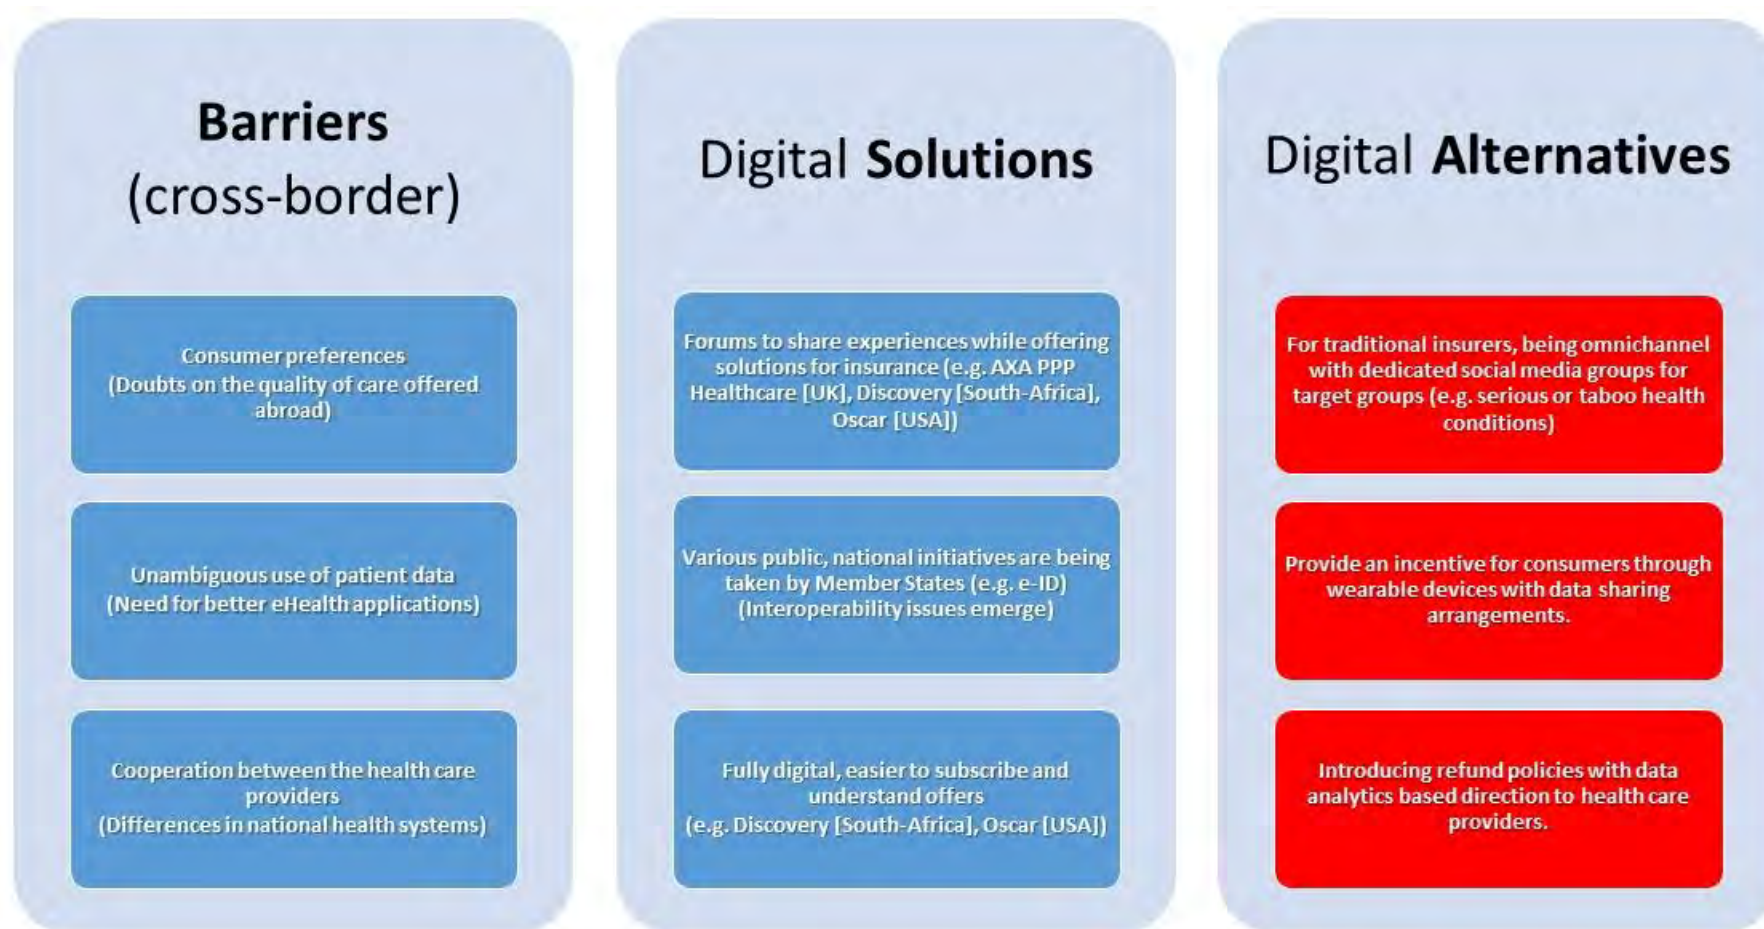 Barriers
(cross-border)
Consumer preferences
(Doubts on the quality of care offered
abroad)
Unambiguous use of patient data
(Need for better eHealth applications)
Cooperation between the health care
providers
(Differences in national health systems)
Digital Solutions
Forums to share experiences while offering
solutions for insurance (e.g. AXA PPP
Healthcare [UK], Discovery [South-Africa],
Oscar [USA])
Various public, national initiatives are being
taken by Member States (e.g. e-ID)
(Interoperability issues emerge)
Fully digital, easier to subscribe and
understand offers
(e.g. Discovery [South-Africa], Oscar [USA])
Digital Alternatives
For traditional insurers, being omnichannel
with dedicated social media groups for
target groups (e.g. serious or taboo health
conditions)
Provide an incentive for consumers through
wearable devices with data sharing
arrangements.
Introducing refund policies with data
analytics based direction to health care
providers.